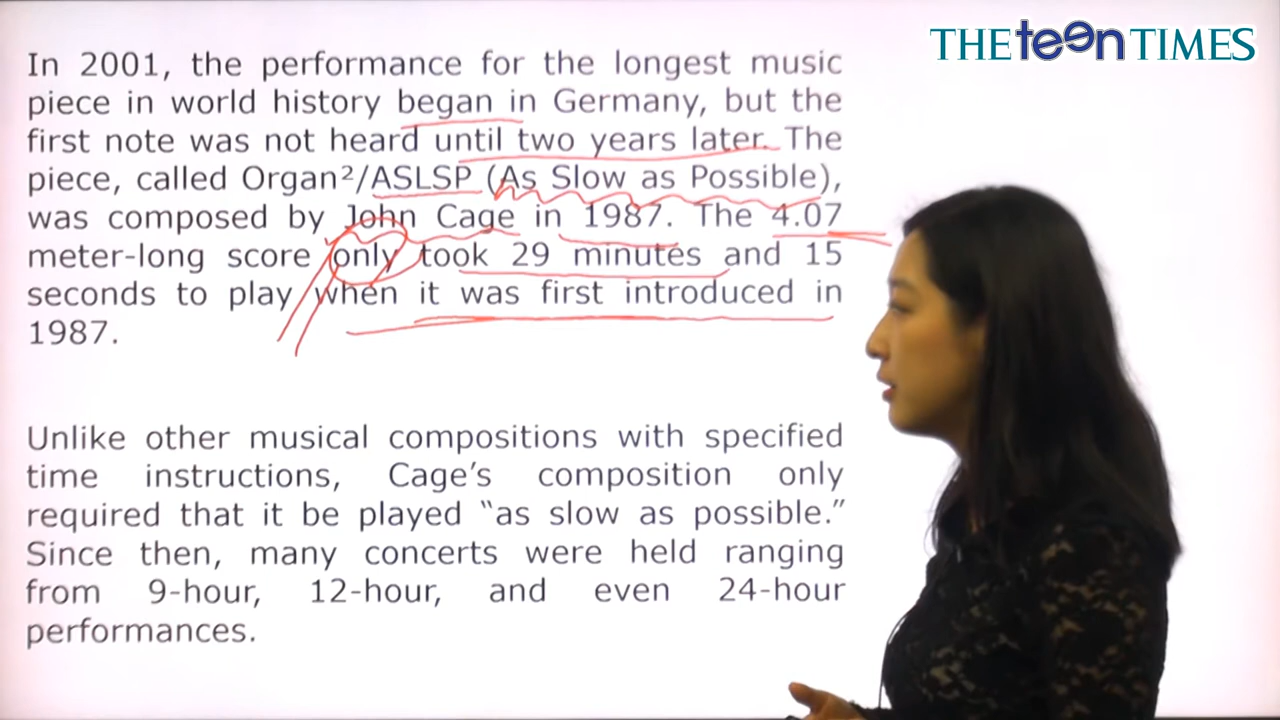 THE teen TIMES
In 2001, the performance for the longest music
piece in world history began in Germany, but the
first note was not heard until two years later. The
piece, called Organ²/ASLSP (As Slow as Possible),
was composed by John Cage in 1987. The 4.07
meter-long score only took 29 minutes and 15
seconds to play when it was first introduced in
1987.
Unlike other musical compositions with specified
time instructions, Cage’s composition only
required that it be played “as slow as possible.”
Since then, many concerts were held ranging
from 9-hour, 12-hour, and even 24-hour
performances.